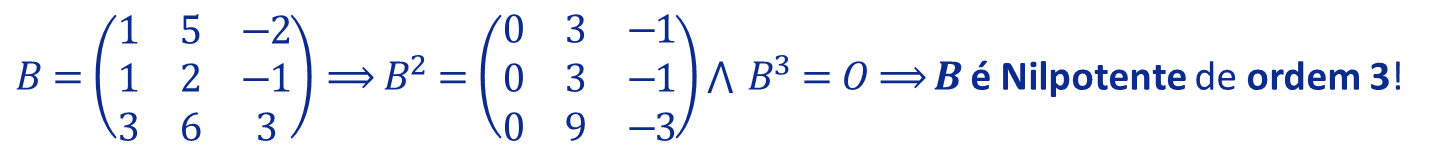 B = (1 5 −2 1 2 −1 3 6 3) ⟹ B² = (0 3 −1 0 3 −1 0 9 −3) ∧ B³ = O ⟹ B é Nilpotente de ordem 3!